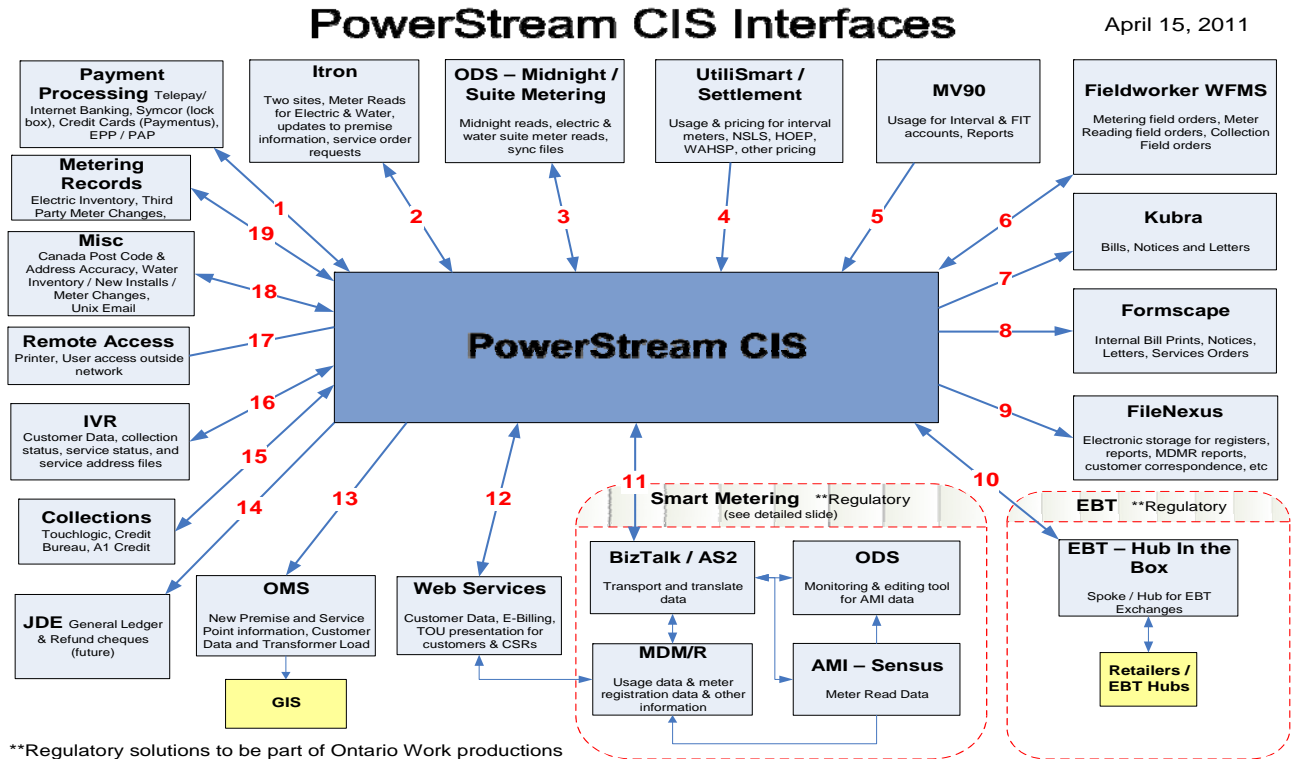 PowerStream CIS Interfaces
April 15, 2011
Payment
Processing Telepay/
Internet Banking, Symcor (lock
box), Credit Cards (Paymentus),
EPP / PAP
Itron
Two sites, Meter Reads
for Electric & Water,
updates to premise
information, service order
requests
ODS – Midnight /
Suite Metering
Midnight reads, electric &
water suite meter reads,
sync files
UtiliSmart /
Settlement
Usage & pricing for interval
meters, NSLS, HOEP,
WAHSP, other pricing
MV90
Usage for Interval & FIT
accounts, Reports
Fieldworker WFMS
Metering field orders, Meter
Reading field orders, Collection
Field orders
Metering
Records
Electric Inventory, Third
Party Meter Changes,
1
2
3
4
5
6
19
Kubra
Bills, Notices and Letters
7
Misc
Canada Post Code &
Address Accuracy, Water
Inventory / New Installs /
Meter Changes,
Unix Email
18
Formscape
Internal Bill Prints, Notices,
Letters, Services Orders
8
Remote Access
Printer, User access outside
network
17
PowerStream CIS
16
9
IVR
Customer Data, collection
status, service status, and
service address files
FileNexus
Electronic storage for registers,
reports, MDMR reports,
customer correspondence, etc
15
14
13
12
11
10
Collections
Touchlogic, Credit
Bureau, A1 Credit
Smart Metering **Regulatory
(see detailed slide)
EBT **Regulatory
JDE General Ledger
& Refund cheques
(future)
OMS
New Premise and Service
Point information, Customer
Data and Transformer Load
GIS
Web Services
Customer Data, E-Billing,
TOU presentation for
customers & CSRs
BizTalk / AS2
Transport and translate
data
ODS
Monitoring & editing tool
for AMI data
MDM/R
Usage data & meter
registration data & other
information
AMI – Sensus
Meter Read Data
EBT – Hub In the
Box
Spoke / Hub for EBT
Exchanges
Retailers /
EBT Hubs
**Regulatory solutions to be part of Ontario Work productions